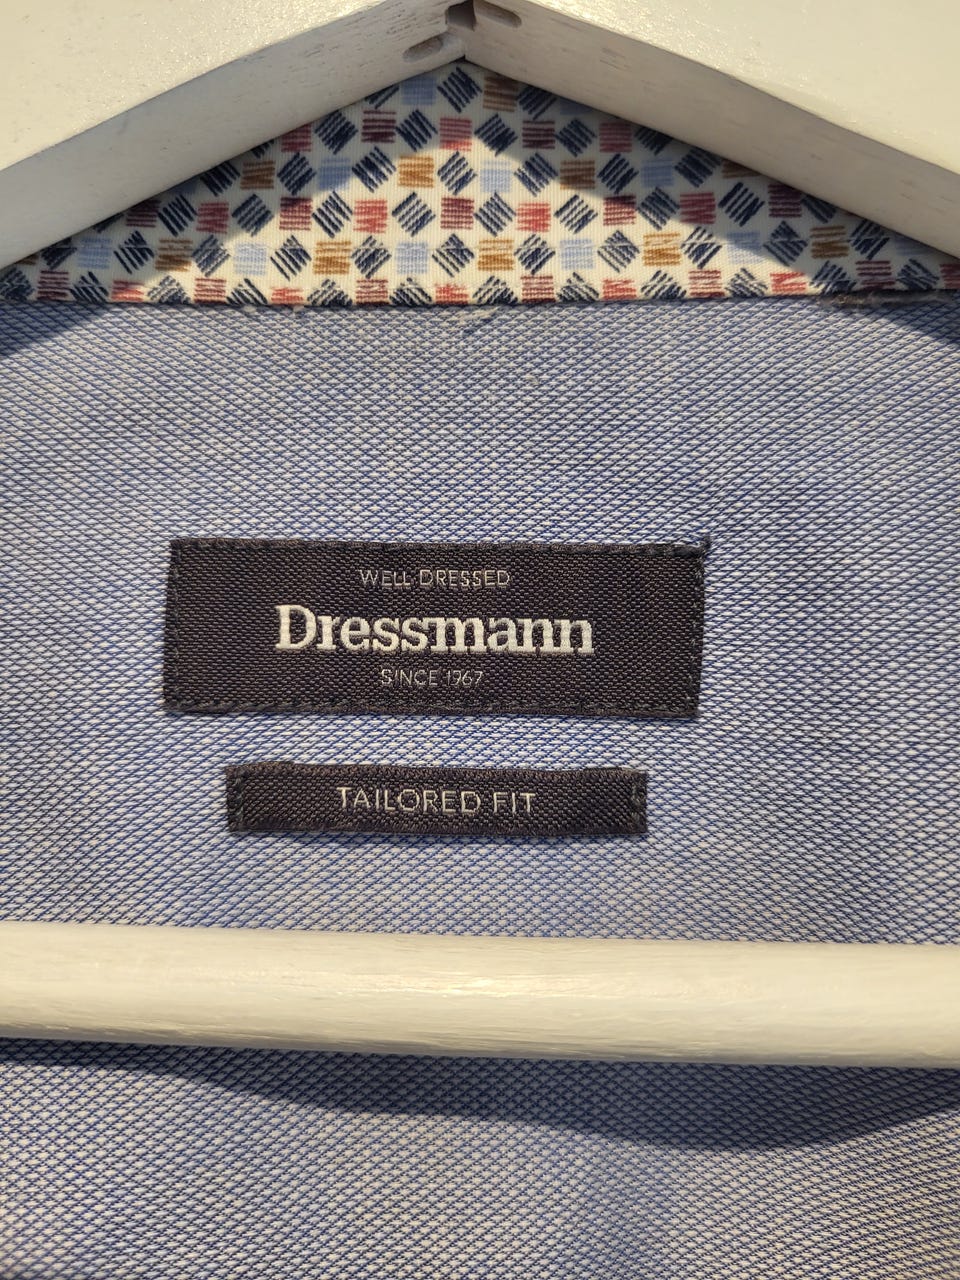 WELL DRESSED
Dressmann
SINCE 1967
TAILORED FIT